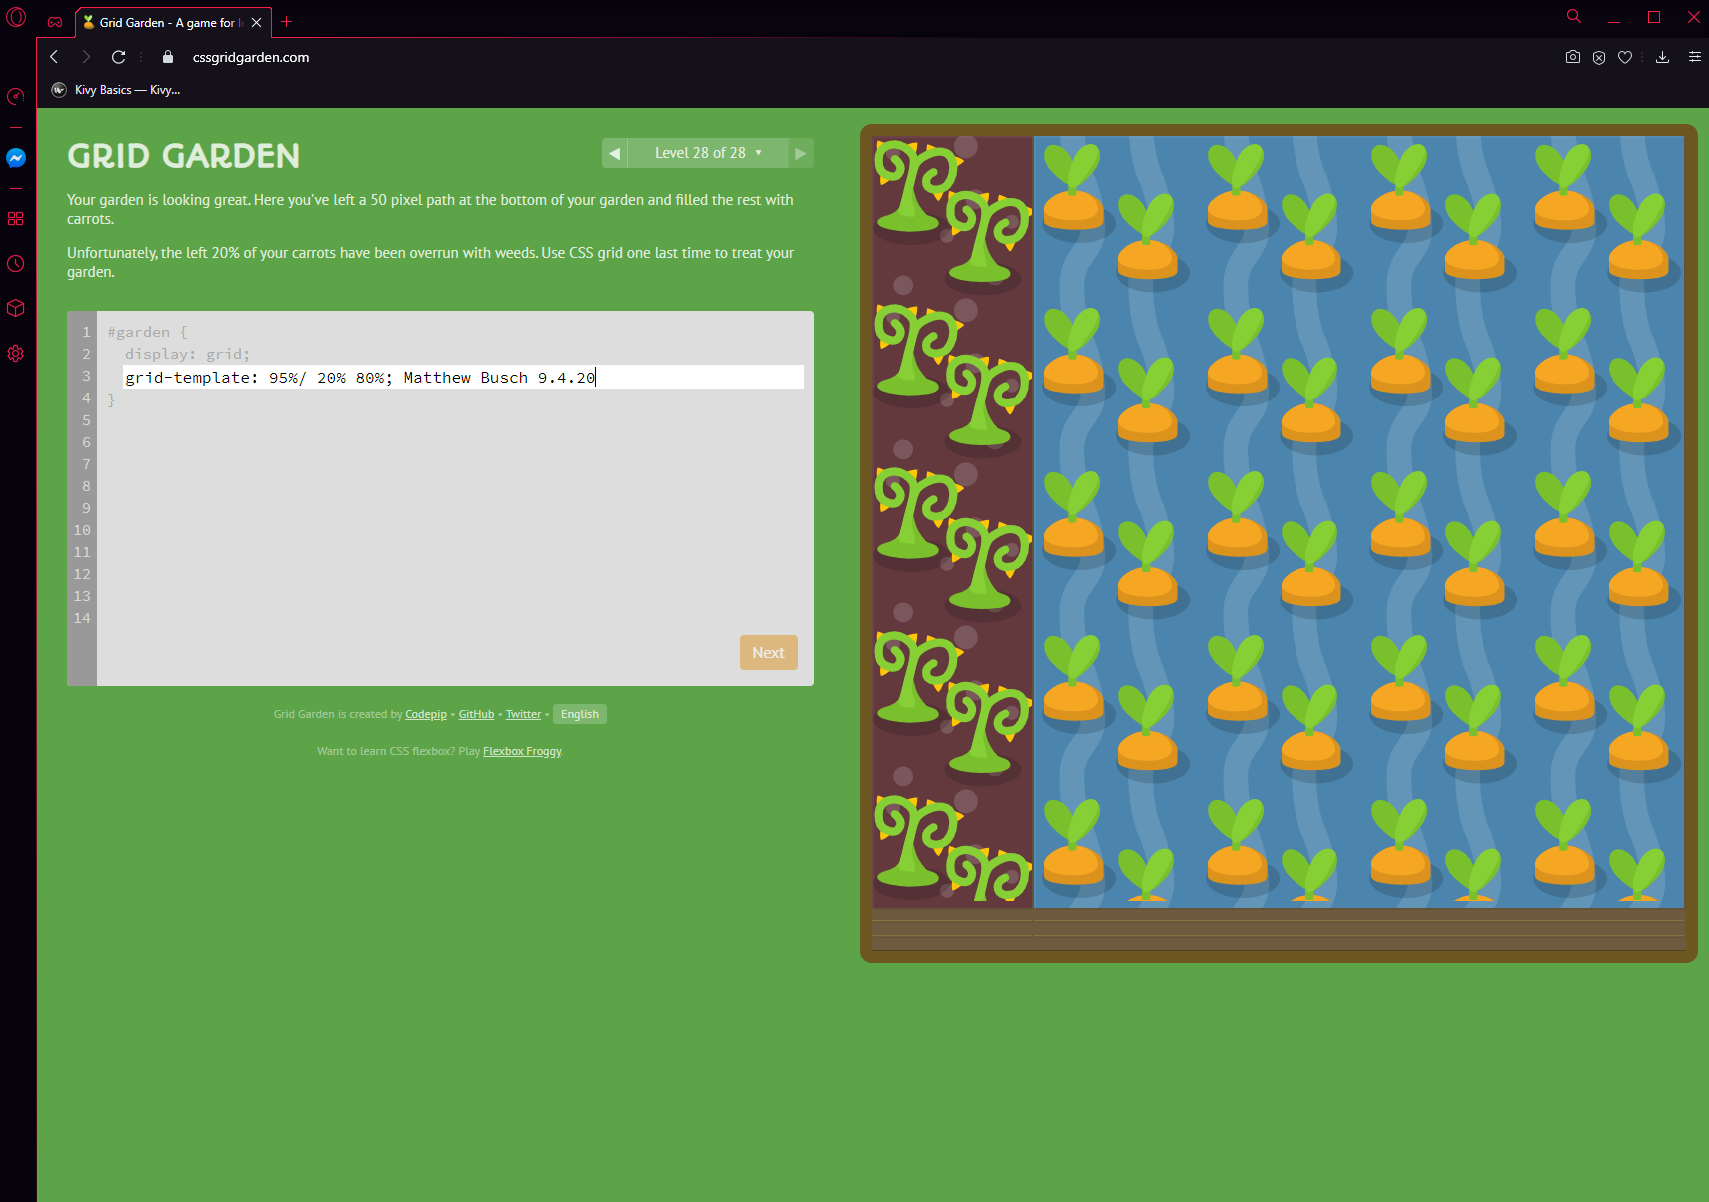 Grid Garden - A game for l
cssgridgarden.com
Kivy Basics — Kivy...
GRID GARDEN
Level 28 of 28
Your garden is looking great. Here you've left a 50 pixel path at the bottom of your garden and filled the rest with
carrots.
Unfortunately, the left 20% of your carrots have been overrun with weeds. Use CSS grid one last time to treat your
garden.
1 #garden {
2 display: grid;
3 grid-template: 95%/ 20% 80%; Matthew Busch 9.4.20
4 }
5
6
7
8
9
10
11
12
13
14
Next
Grid Garden is created by Codepip • GitHub • Twitter • English
Want to learn CSS flexbox? Play Flexbox Froggy.